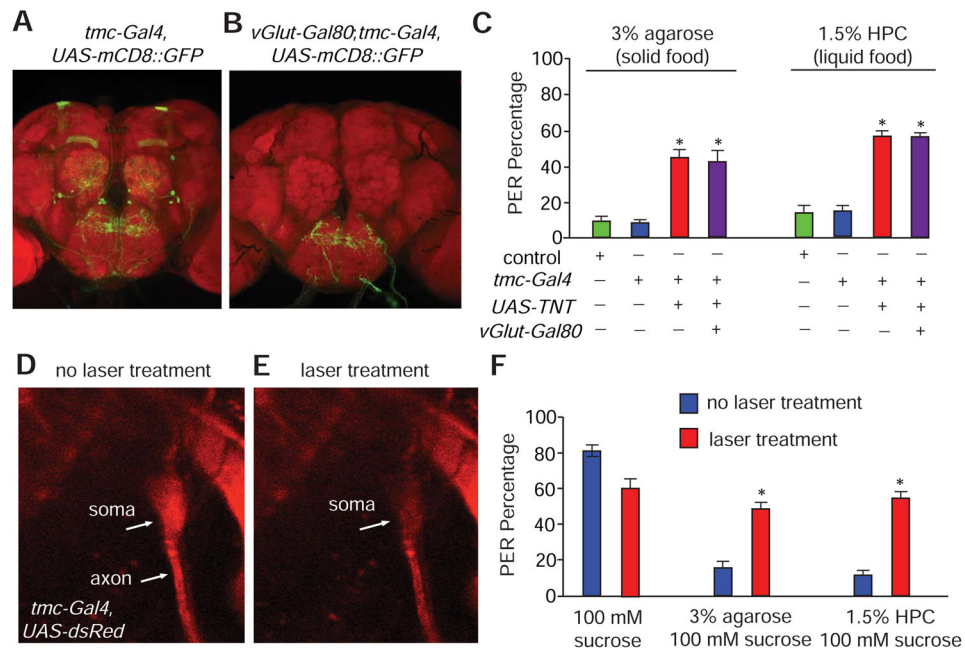 A
tmc-Gal4,
UAS-mCD8::GFP
B
vGlut-Gal80;tmc-Gal4,
UAS-mCD8::GFP
C
3% agarose
(solid food)
1.5% HPC
(liquid food)
PER Percentage
100
80
60
40
20
0
* * * *
control + – – – + – – –
tmc-Gal4 – + + + – + + +
UAS-TNT – – + + – – + +
vGlut-Gal80 – – – + – – – +
D
no laser treatment
soma
axon
tmc-Gal4,
UAS-dsRed
E
laser treatment
soma
F
no laser treatment
laser treatment
PER Percentage
100
80
60
40
20
0
* *
100 mM
sucrose
3% agarose
100 mM sucrose
1.5% HPC
100 mM sucrose